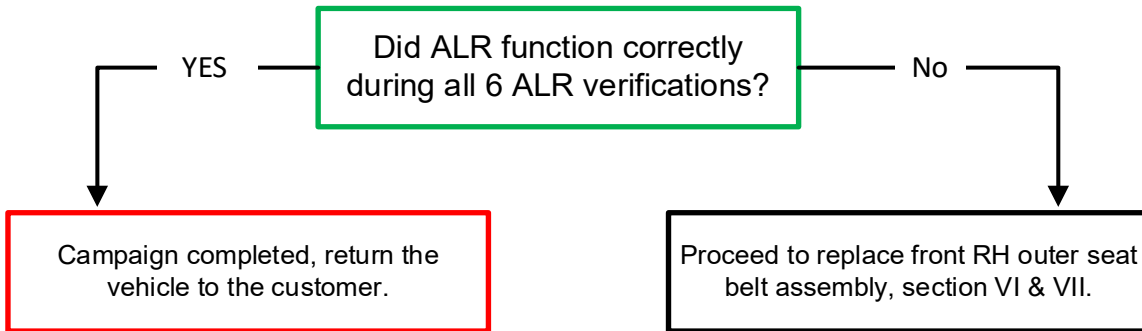 Did ALR function correctly
during all 6 ALR verifications?
YES
No
Campaign completed, return the
vehicle to the customer.
Proceed to replace front RH outer seat
belt assembly, section VI & VII.